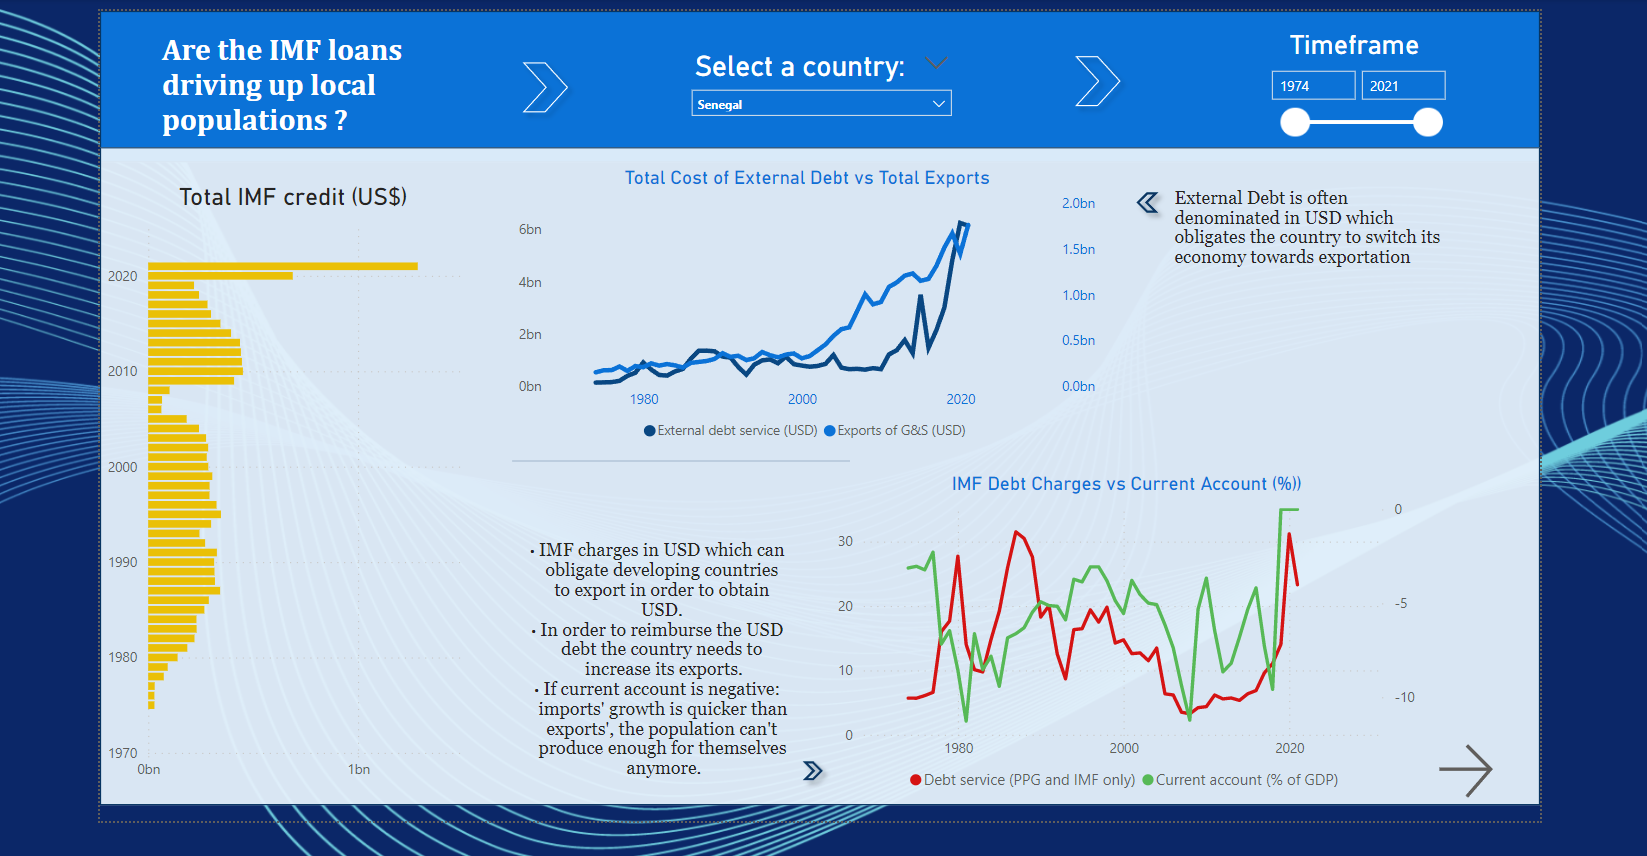 Are the IMF loans
driving up local
populations ?
Select a country:
Senegal
Timeframe
1974
2021
Total IMF credit (US$)
2020
2010
2000
1990
1980
1970
0bn
1bn
Total Cost of External Debt vs Total Exports
6bn
4bn
2bn
0bn
2.0bn
1.5bn
1.0bn
0.5bn
0.0bn
1980
2000
2020
External debt service (USD)
Exports of G&S (USD)
External Debt is often
denominated in USD which
obligates the country to switch its
economy towards exportation
• IMF charges in USD which can
obligate developing countries
to export in order to obtain
USD.
• In order to reimburse the USD
debt the country needs to
increase its exports.
• If current account is negative:
imports' growth is quicker than
exports', the population can't
produce enough for themselves
anymore.
IMF Debt Charges vs Current Account (%))
30
20
10
0
0
-5
-10
1980
2000
2020
Debt service (PPG and IMF only)
Current account (% of GDP)